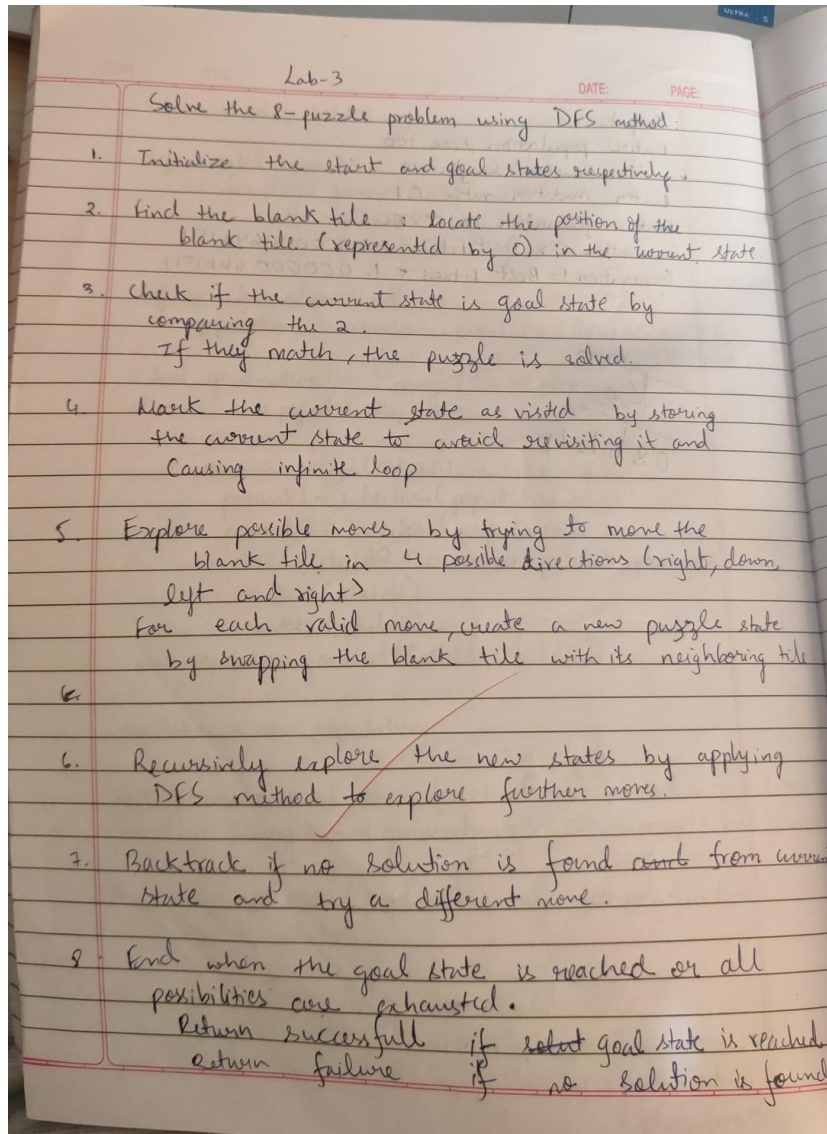 ULTRA 5
Lab-3
DATE: PAGE:
Solve the 8-puzzle problem using DFS method:
1. Initialize the start and goal states respectively.
2. Find the blank tile : locate the position of the
blank tile (represented by 0) in the current state.
3. Check if the current state is goal state by
comparing the 2.
If they match, the puzzle is solved.
4. Mark the current state as visited by storing
the current state to avoid revisiting it and
Causing infinite loop
5. Explore possible moves by trying to move the
blank tile in 4 possible directions (right, down,
left and right)
For each valid move, create a new puzzle state
by swapping the blank tile with its neighboring tile
6.
6. Recursively explore the new states by applying
DFS method to explore further moves.
7. Backtrack if no solution is found from curren
state and try a different move.
8. End when the goal state is reached or all
possibilities are exhausted.
Return successfull if goal state is reached
return failure if no solution is found